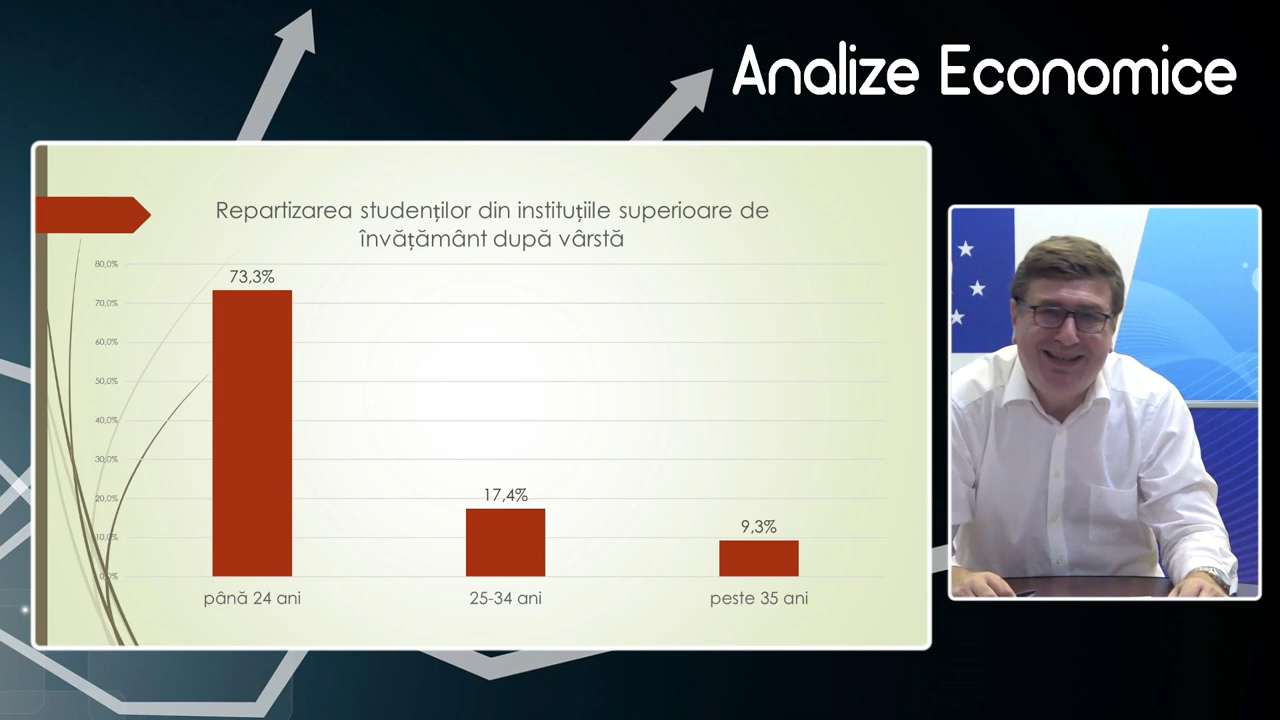 Analize Economice
Repartizarea studenților din instituțiile superioare de
învățământ după vârstă
80,0%
70,0%
60,0%
50,0%
40,0%
30,0%
20,0%
10,0%
0,0%
73,3%
17,4%
9,3%
până 24 ani
25-34 ani
peste 35 ani